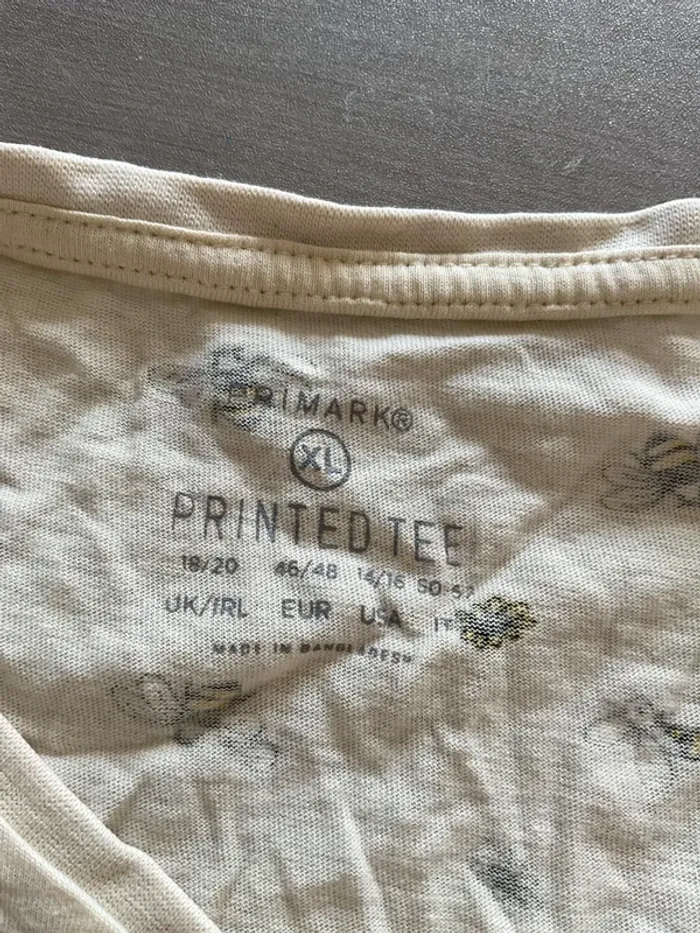 PRIMARK®
XL
PRINTED TEE
18/20 46/48 14/16 50-52
UK/IRL EUR USA IT
MADE IN BANGLADESH